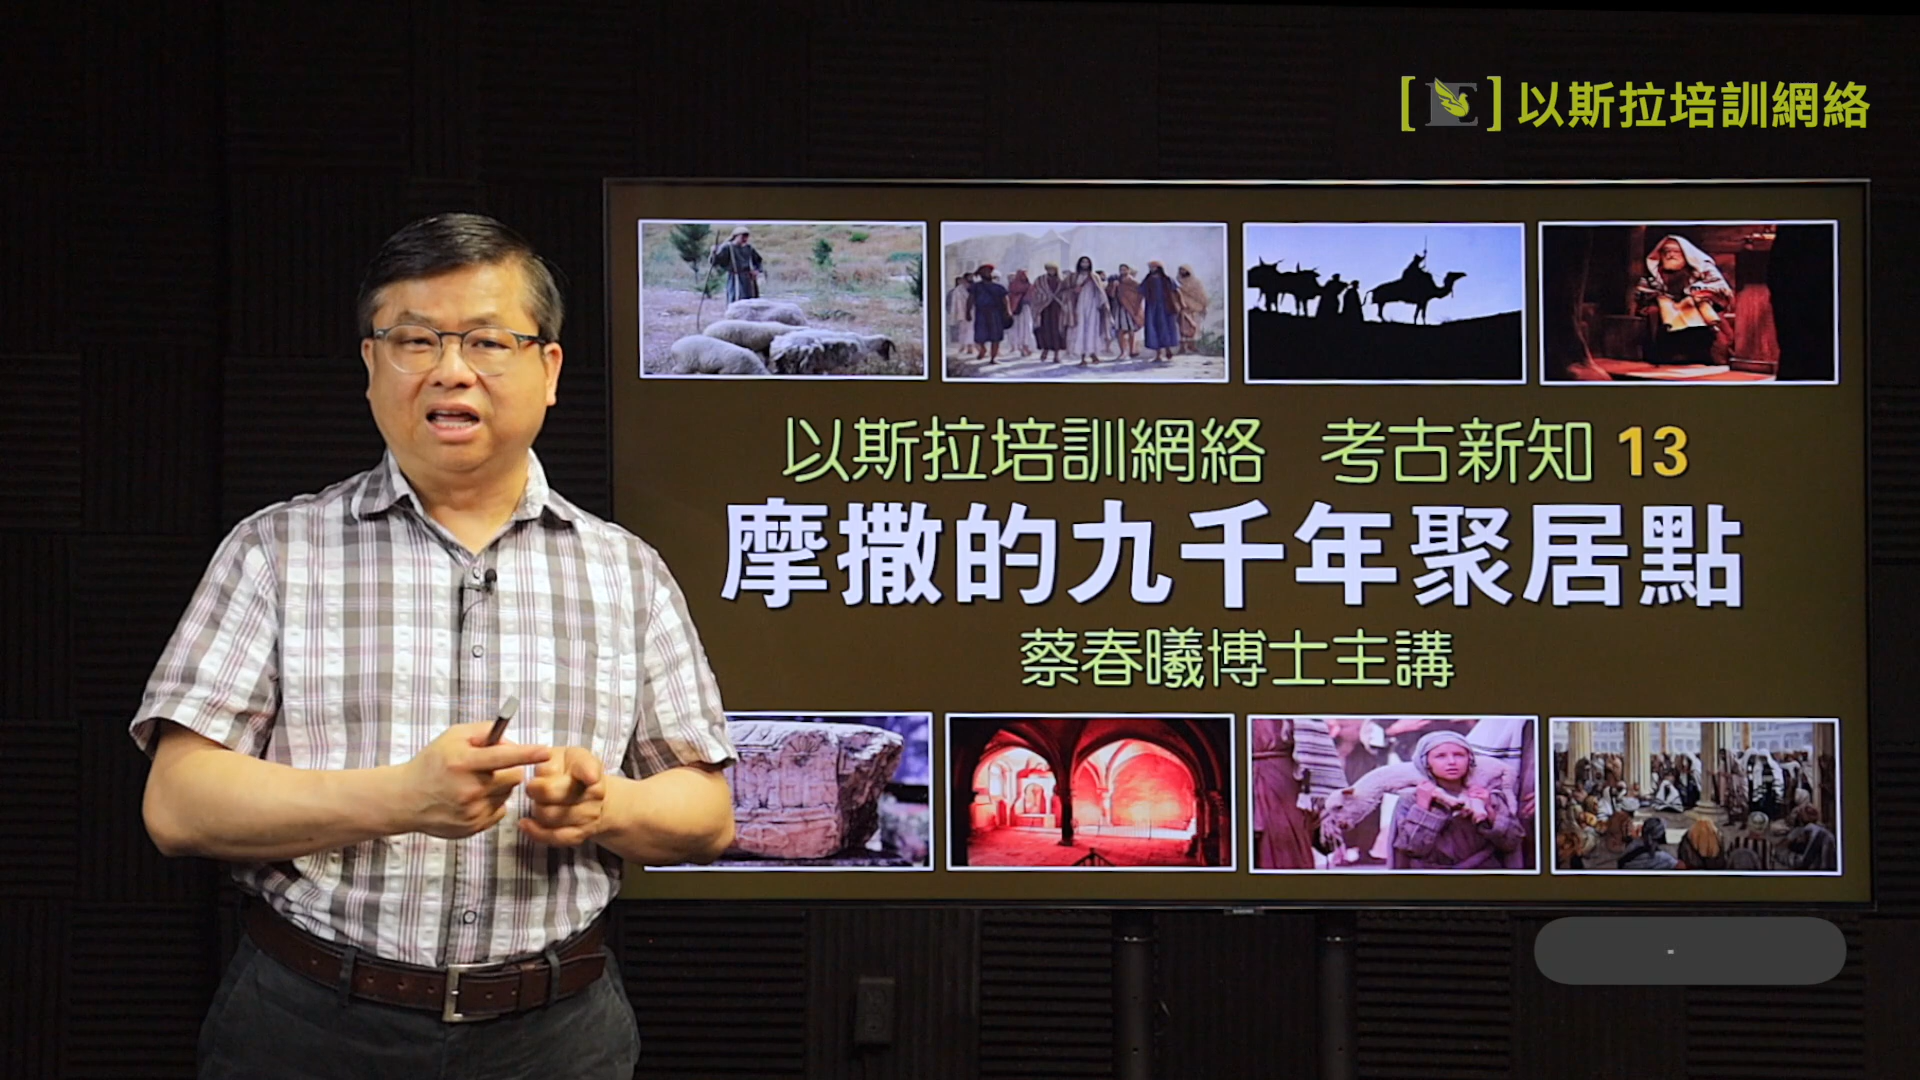 以斯拉培訓網絡
以斯拉培訓網絡 考古新知 13
摩撒的九千年聚居點
蔡春曦博士主講